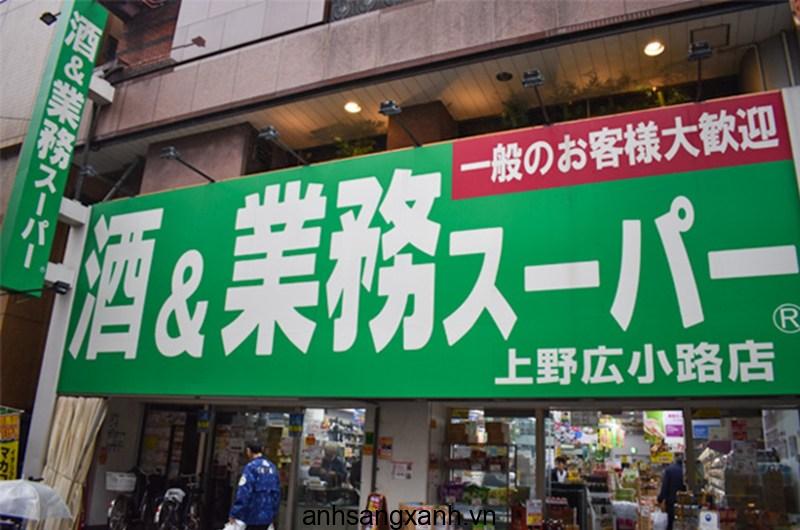 酒&業務スーパー
一般のお客様大歓迎
酒&業務スーパー
®
上野広小路店
anhsangxanh.vn